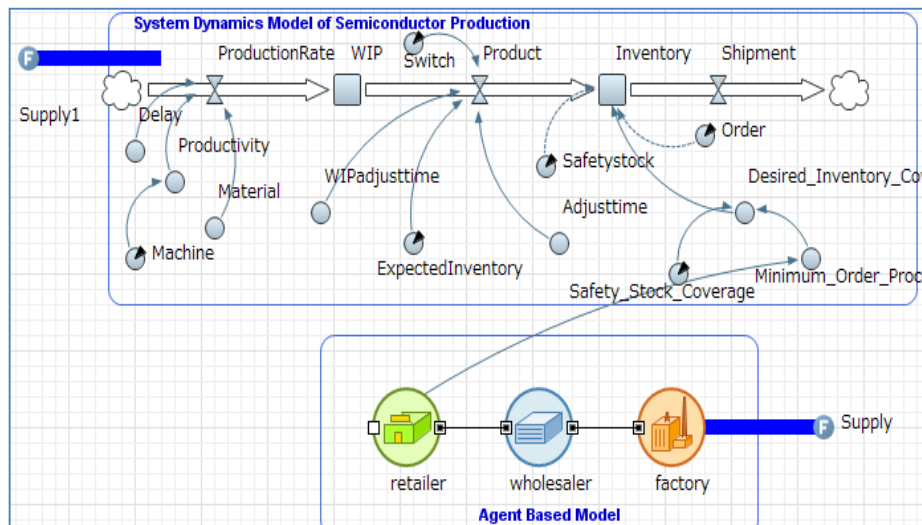 System Dynamics Model of Semiconductor Production
F
ProductionRate
WIP
Switch
Product
Inventory
Shipment
Supply1
Delay
Productivity
Material
Machine
WIPadjusttime
ExpectedInventory
Adjusttime
Safetystock
Order
Desired_Inventory_Co
Safety_Stock_Coverage
Minimum_Order_Proc
retailer
wholesaler
factory
F
Supply
Agent Based Model